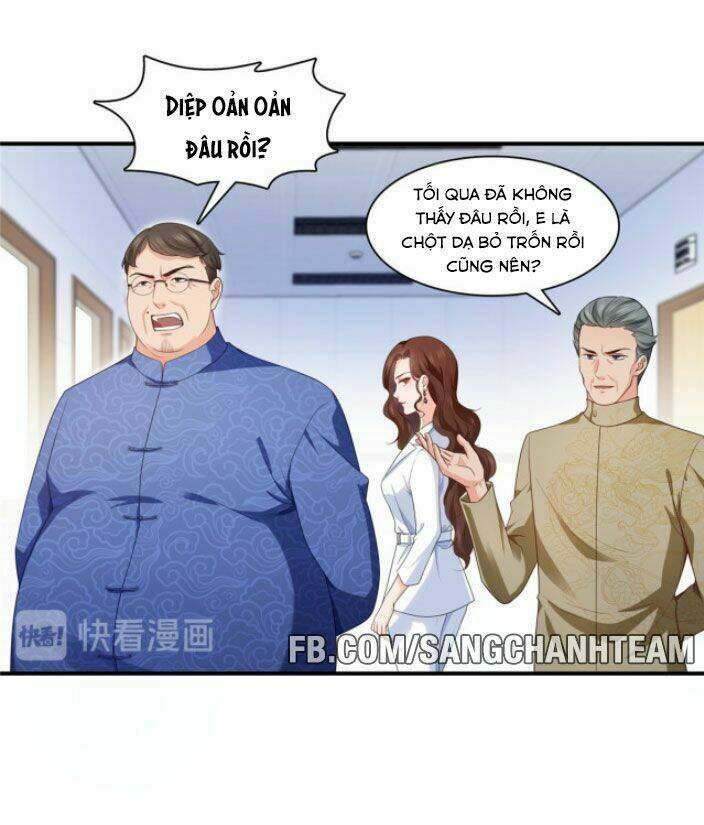 DIỆP OẢN OẢN
ĐÂU RỒI?
TỐI QUA ĐÃ KHÔNG
THẤY ĐÂU RỒI, E LÀ
CHỘT DẠ BỎ TRỐN RỒI
CŨNG NÊN?
快看! 快看漫画
FB.COM/SANGCHANHTEAM